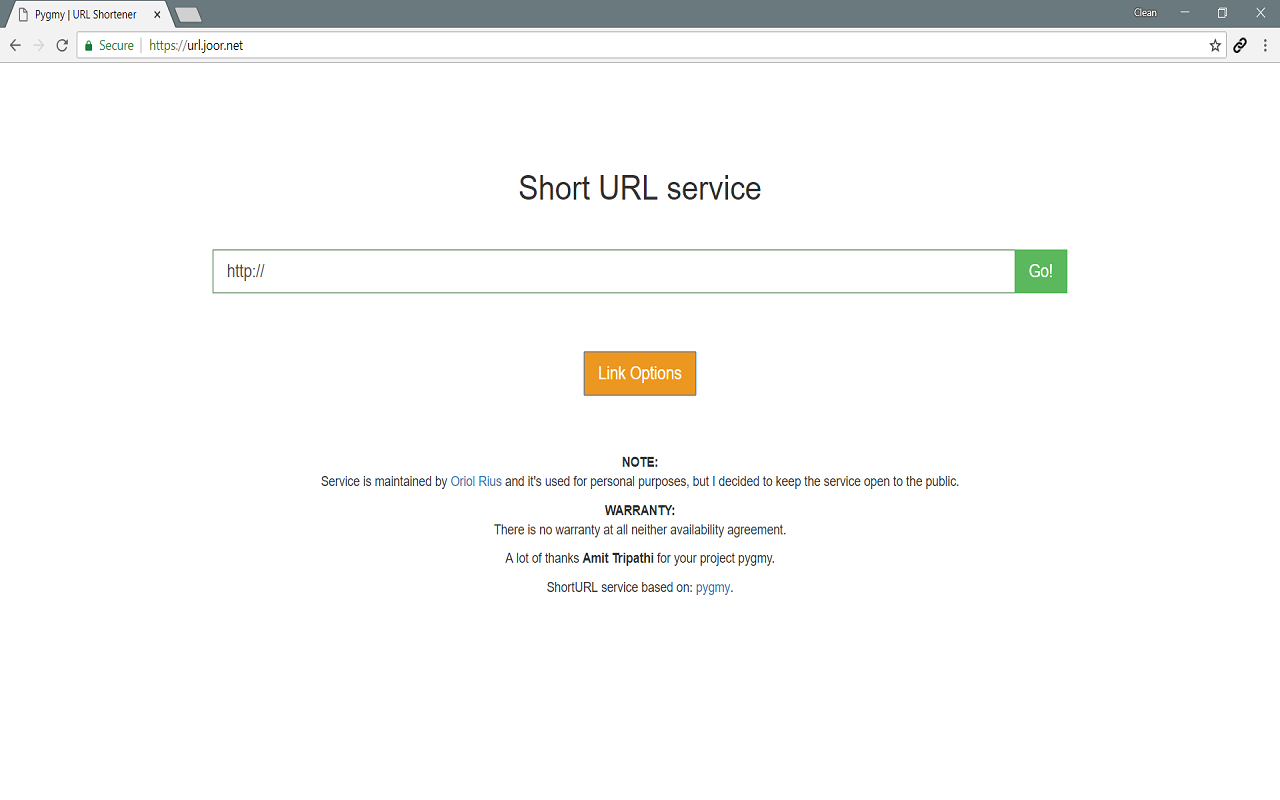 Pygmy | URL Shortener
Clean
Secure https://url.joor.net
Short URL service
http:// Go!
Link Options
NOTE:
Service is maintained by Oriol Rius and it's used for personal purposes, but I decided to keep the service open to the public.
WARRANTY:
There is no warranty at all neither availability agreement.
A lot of thanks Amit Tripathi for your project pygmy.
ShortURL service based on: pygmy.